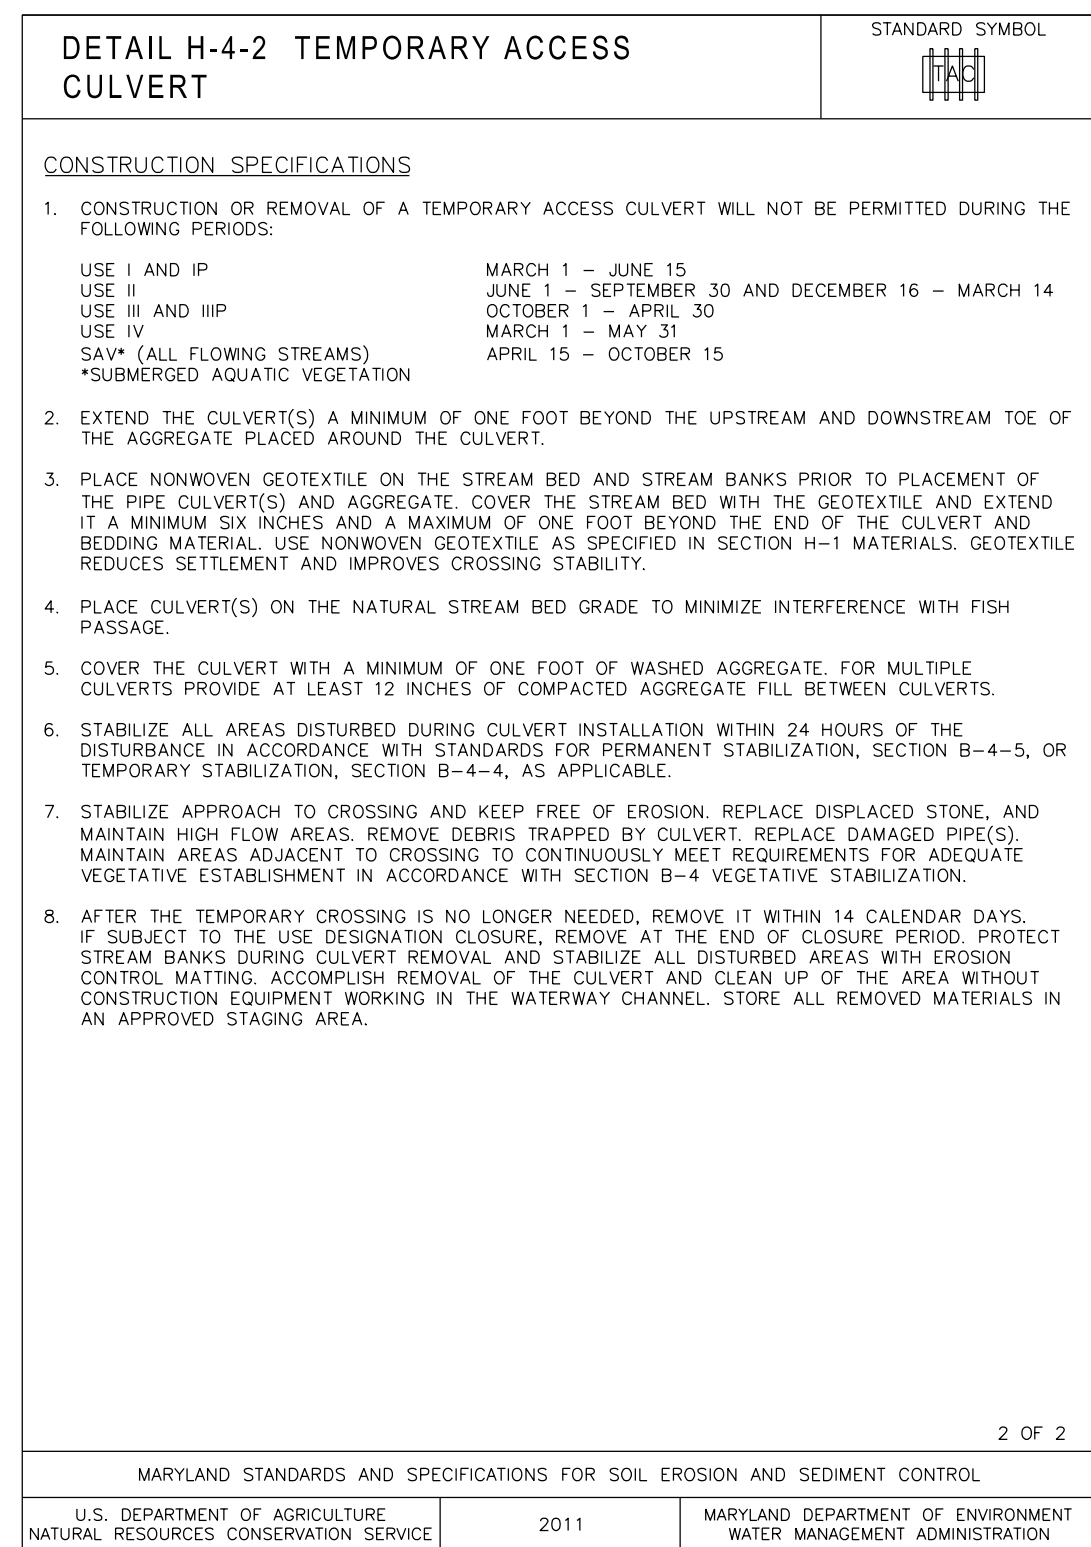 DETAIL H-4-2 TEMPORARY ACCESS
CULVERT
STANDARD SYMBOL
TAC
CONSTRUCTION SPECIFICATIONS
1. CONSTRUCTION OR REMOVAL OF A TEMPORARY ACCESS CULVERT WILL NOT BE PERMITTED DURING THE
FOLLOWING PERIODS:
USE I AND IP MARCH 1 – JUNE 15
USE II JUNE 1 – SEPTEMBER 30 AND DECEMBER 16 – MARCH 14
USE III AND IIIP OCTOBER 1 – APRIL 30
USE IV MARCH 1 – MAY 31
SAV* (ALL FLOWING STREAMS) APRIL 15 – OCTOBER 15
*SUBMERGED AQUATIC VEGETATION
2. EXTEND THE CULVERT(S) A MINIMUM OF ONE FOOT BEYOND THE UPSTREAM AND DOWNSTREAM TOE OF
THE AGGREGATE PLACED AROUND THE CULVERT.
3. PLACE NONWOVEN GEOTEXTILE ON THE STREAM BED AND STREAM BANKS PRIOR TO PLACEMENT OF
THE PIPE CULVERT(S) AND AGGREGATE. COVER THE STREAM BED WITH THE GEOTEXTILE AND EXTEND
IT A MINIMUM SIX INCHES AND A MAXIMUM OF ONE FOOT BEYOND THE END OF THE CULVERT AND
BEDDING MATERIAL. USE NONWOVEN GEOTEXTILE AS SPECIFIED IN SECTION H–1 MATERIALS. GEOTEXTILE
REDUCES SETTLEMENT AND IMPROVES CROSSING STABILITY.
4. PLACE CULVERT(S) ON THE NATURAL STREAM BED GRADE TO MINIMIZE INTERFERENCE WITH FISH
PASSAGE.
5. COVER THE CULVERT WITH A MINIMUM OF ONE FOOT OF WASHED AGGREGATE. FOR MULTIPLE
CULVERTS PROVIDE AT LEAST 12 INCHES OF COMPACTED AGGREGATE FILL BETWEEN CULVERTS.
6. STABILIZE ALL AREAS DISTURBED DURING CULVERT INSTALLATION WITHIN 24 HOURS OF THE
DISTURBANCE IN ACCORDANCE WITH STANDARDS FOR PERMANENT STABILIZATION, SECTION B–4–5, OR
TEMPORARY STABILIZATION, SECTION B–4–4, AS APPLICABLE.
7. STABILIZE APPROACH TO CROSSING AND KEEP FREE OF EROSION. REPLACE DISPLACED STONE, AND
MAINTAIN HIGH FLOW AREAS. REMOVE DEBRIS TRAPPED BY CULVERT. REPLACE DAMAGED PIPE(S).
MAINTAIN AREAS ADJACENT TO CROSSING TO CONTINUOUSLY MEET REQUIREMENTS FOR ADEQUATE
VEGETATIVE ESTABLISHMENT IN ACCORDANCE WITH SECTION B–4 VEGETATIVE STABILIZATION.
8. AFTER THE TEMPORARY CROSSING IS NO LONGER NEEDED, REMOVE IT WITHIN 14 CALENDAR DAYS.
IF SUBJECT TO THE USE DESIGNATION CLOSURE, REMOVE AT THE END OF CLOSURE PERIOD. PROTECT
STREAM BANKS DURING CULVERT REMOVAL AND STABILIZE ALL DISTURBED AREAS WITH EROSION
CONTROL MATTING. ACCOMPLISH REMOVAL OF THE CULVERT AND CLEAN UP OF THE AREA WITHOUT
CONSTRUCTION EQUIPMENT WORKING IN THE WATERWAY CHANNEL. STORE ALL REMOVED MATERIALS IN
AN APPROVED STAGING AREA.
2 OF 2
MARYLAND STANDARDS AND SPECIFICATIONS FOR SOIL EROSION AND SEDIMENT CONTROL
U.S. DEPARTMENT OF AGRICULTURE
NATURAL RESOURCES CONSERVATION SERVICE
2011
MARYLAND DEPARTMENT OF ENVIRONMENT
WATER MANAGEMENT ADMINISTRATION